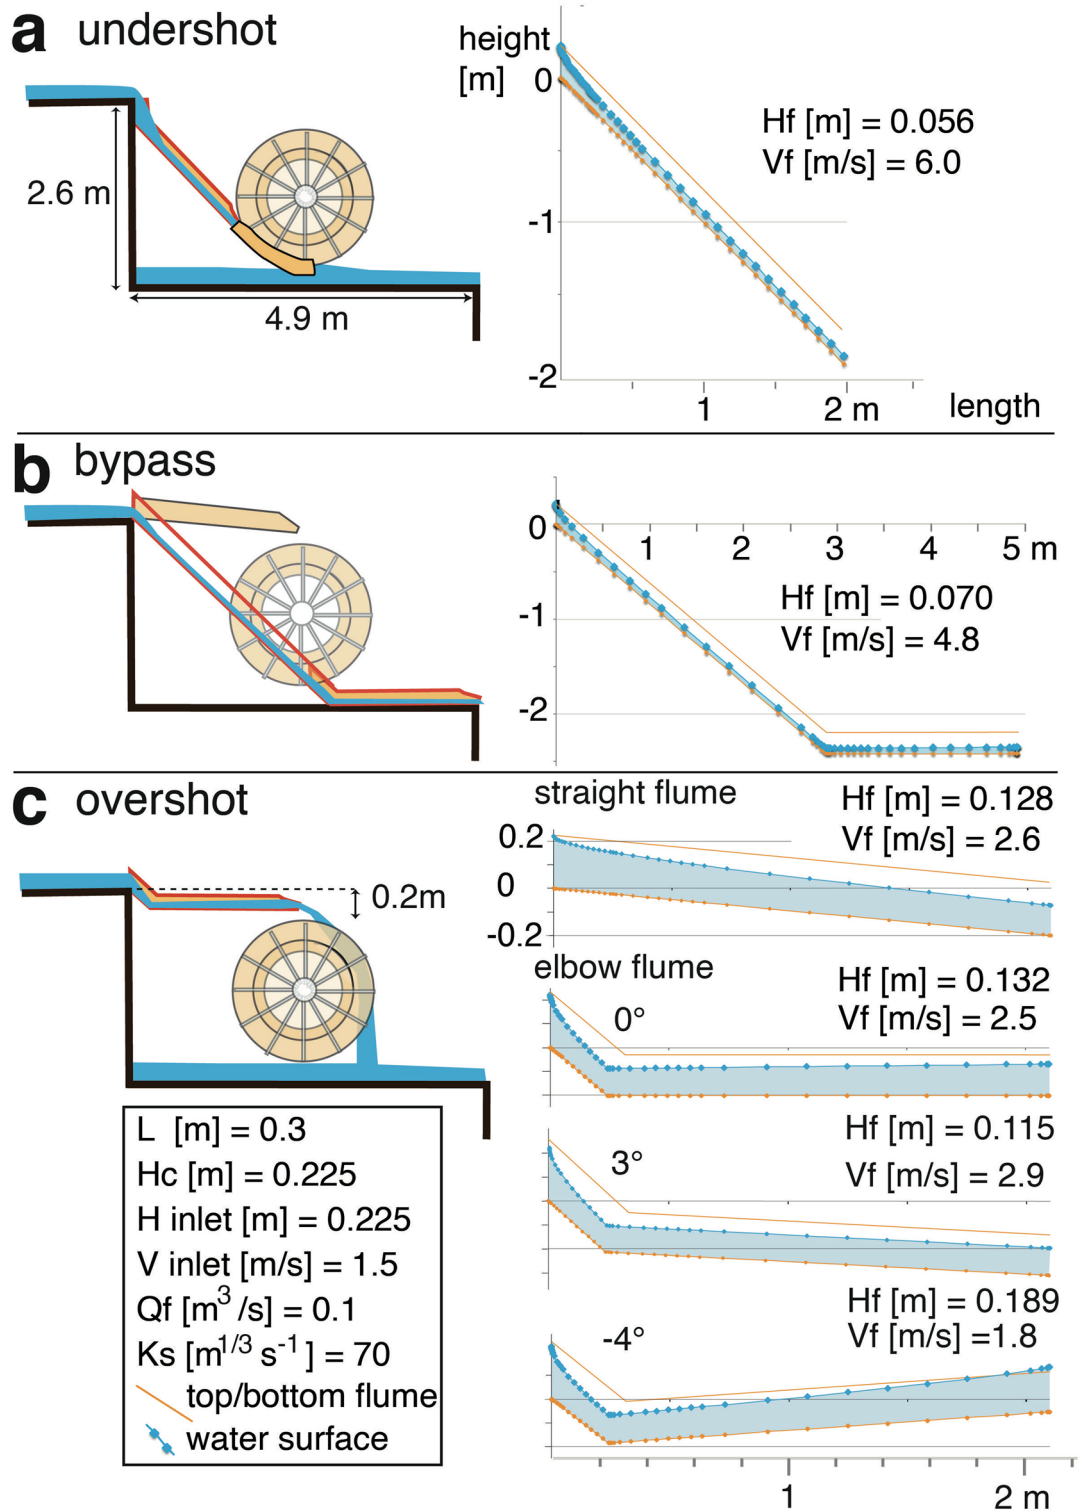 a undershot
height
[m]
0
-1
-2
1
2 m
length
Hf [m] = 0.056
Vf [m/s] = 6.0
2.6 m
4.9 m
b bypass
0
1
2
3
4
5 m
-1
-2
Hf [m] = 0.070
Vf [m/s] = 4.8
c overshot
0.2m
straight flume
Hf [m] = 0.128
Vf [m/s] = 2.6
0.2
0
-0.2
elbow flume
0°
Hf [m] = 0.132
Vf [m/s] = 2.5
3°
Hf [m] = 0.115
Vf [m/s] = 2.9
-4°
Hf [m] = 0.189
Vf [m/s] =1.8
1
2 m
L [m] = 0.3
Hc [m] = 0.225
H inlet [m] = 0.225
V inlet [m/s] = 1.5
Qf [m³/s] = 0.1
Ks [m^1/3 s^-1] = 70
top/bottom flume
water surface